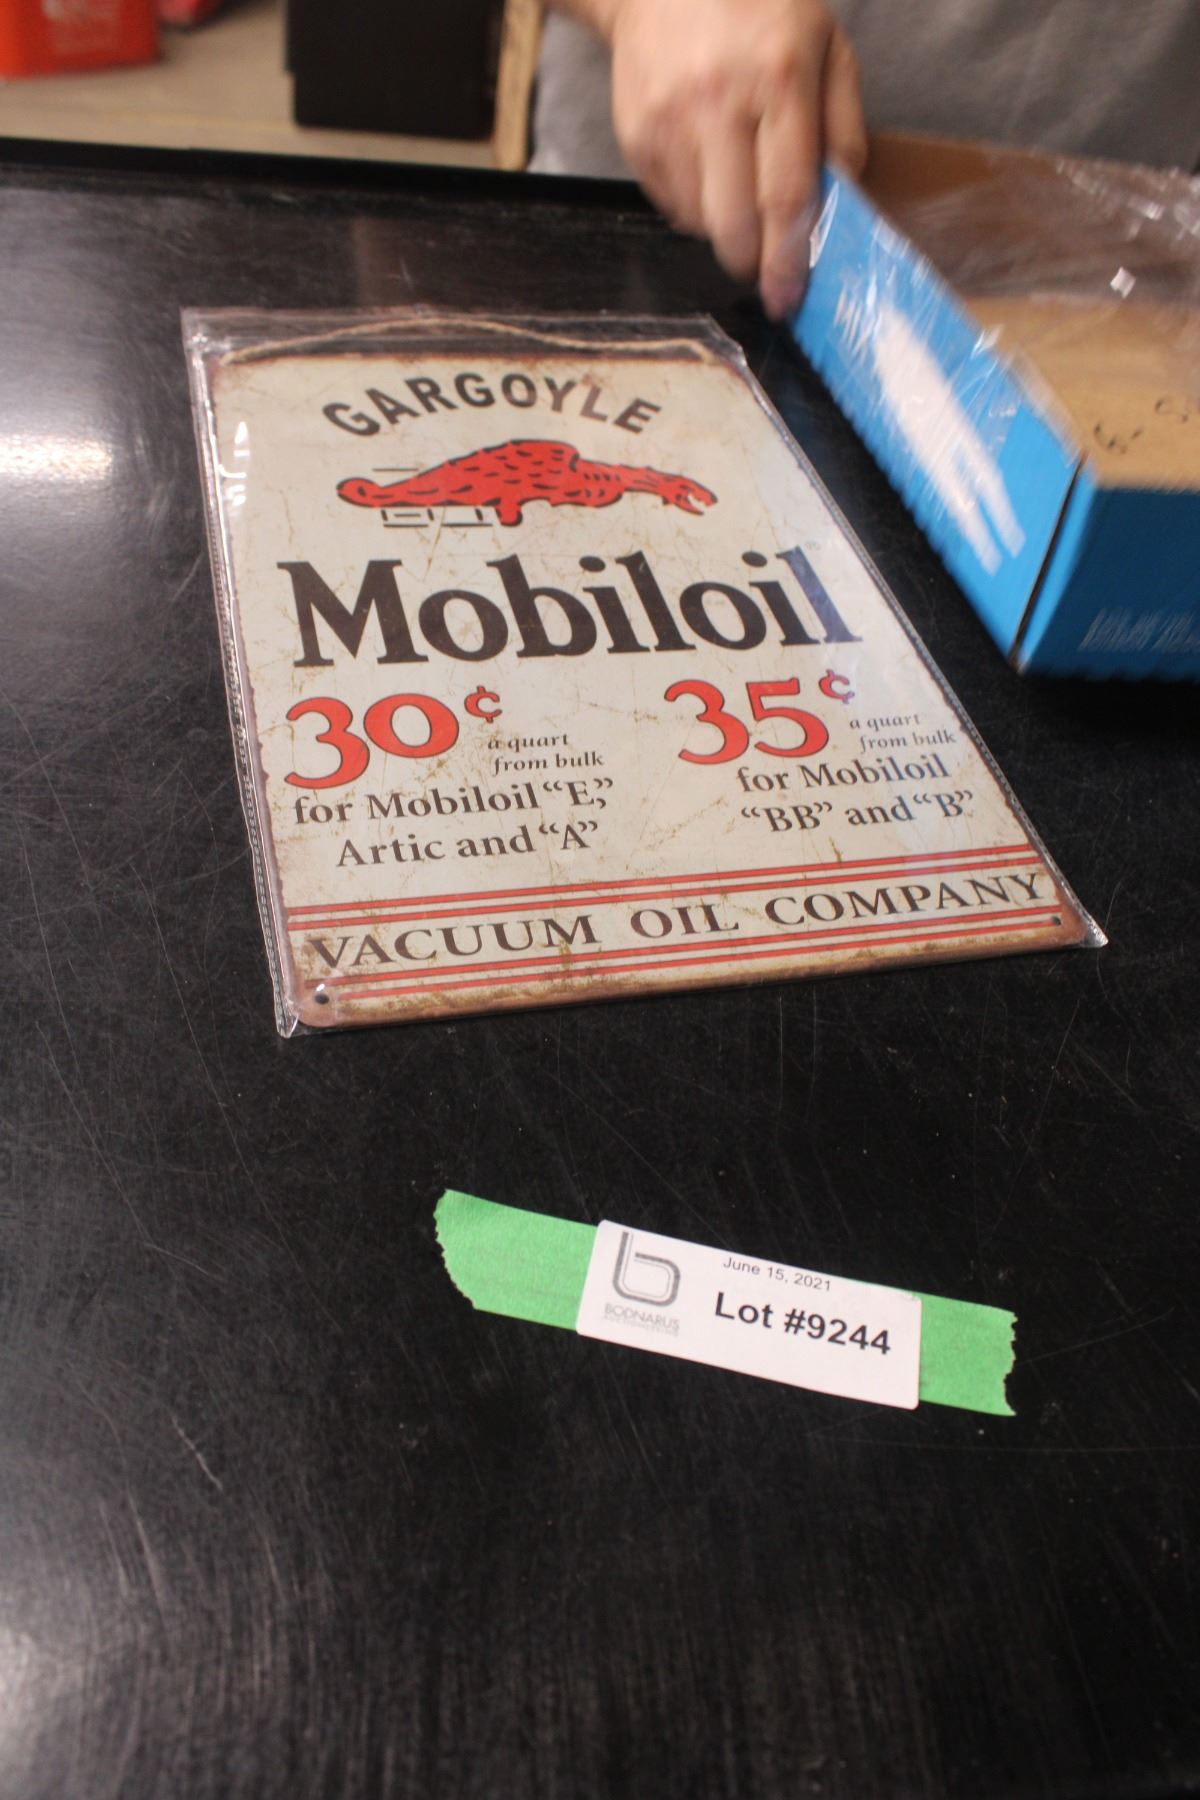 GARGOYLE
Mobiloil®
30¢ a quart
from bulk
for Mobiloil "E,"
Artic and "A"
35¢ a quart
from bulk
for Mobiloil
"BB" and "B"
VACUUM OIL COMPANY
June 15, 2021
Lot #9244
BODNARUS
AUCTIONEERING